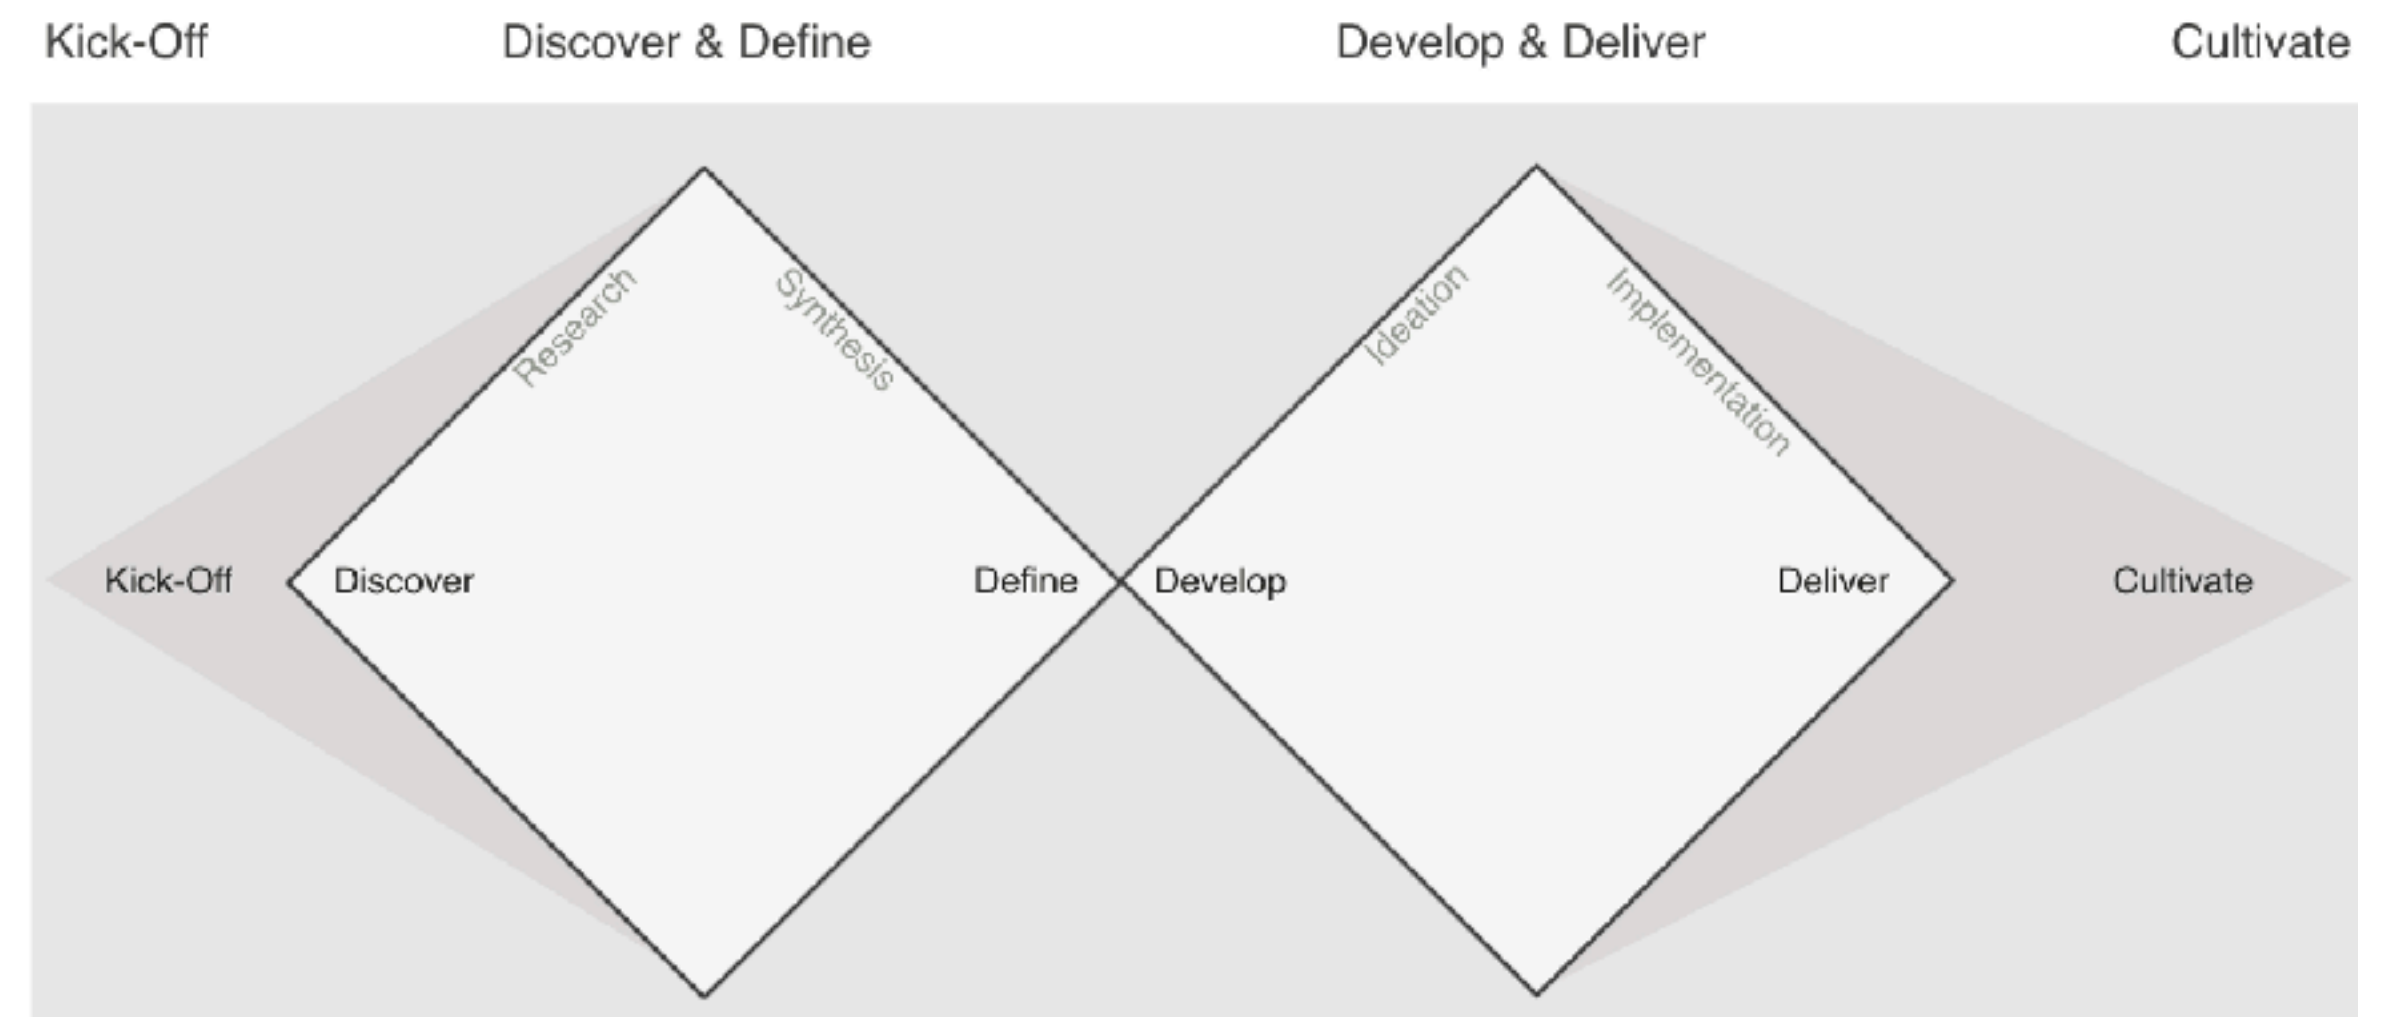 Kick-Off
Discover & Define
Develop & Deliver
Cultivate
Research
Synthesis
Ideation
Implementation
Kick-Off
Discover
Define
Develop
Deliver
Cultivate